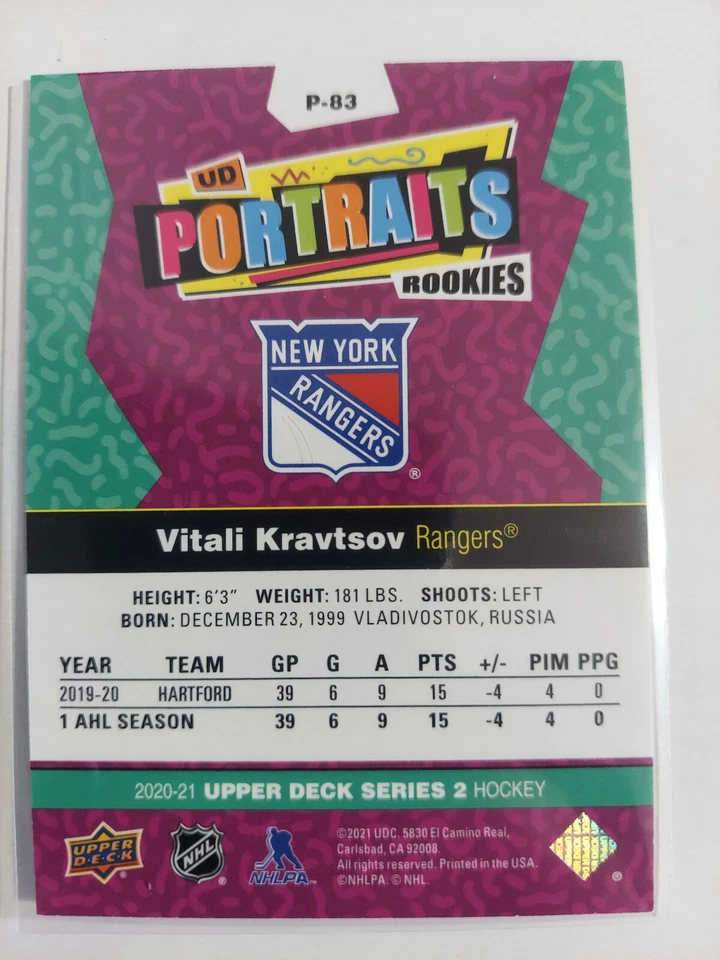 P-83
UD
PORTRAITS
ROOKIES
NEW YORK
RANGERS
®
Vitali Kravtsov Rangers®
HEIGHT: 6'3" WEIGHT: 181 LBS. SHOOTS: LEFT
BORN: DECEMBER 23, 1999 VLADIVOSTOK, RUSSIA
YEAR TEAM GP G A PTS +/- PIM PPG
2019-20 HARTFORD 39 6 9 15 -4 4 0
1 AHL SEASON 39 6 9 15 -4 4 0
2020-21 UPPER DECK SERIES 2 HOCKEY
UPPER
DECK
NHL
®
NHLPA
©2021 UDC. 5830 El Camino Real,
Carlsbad, CA 92008.
All rights reserved. Printed in the USA.
©NHLPA. © NHL.
®